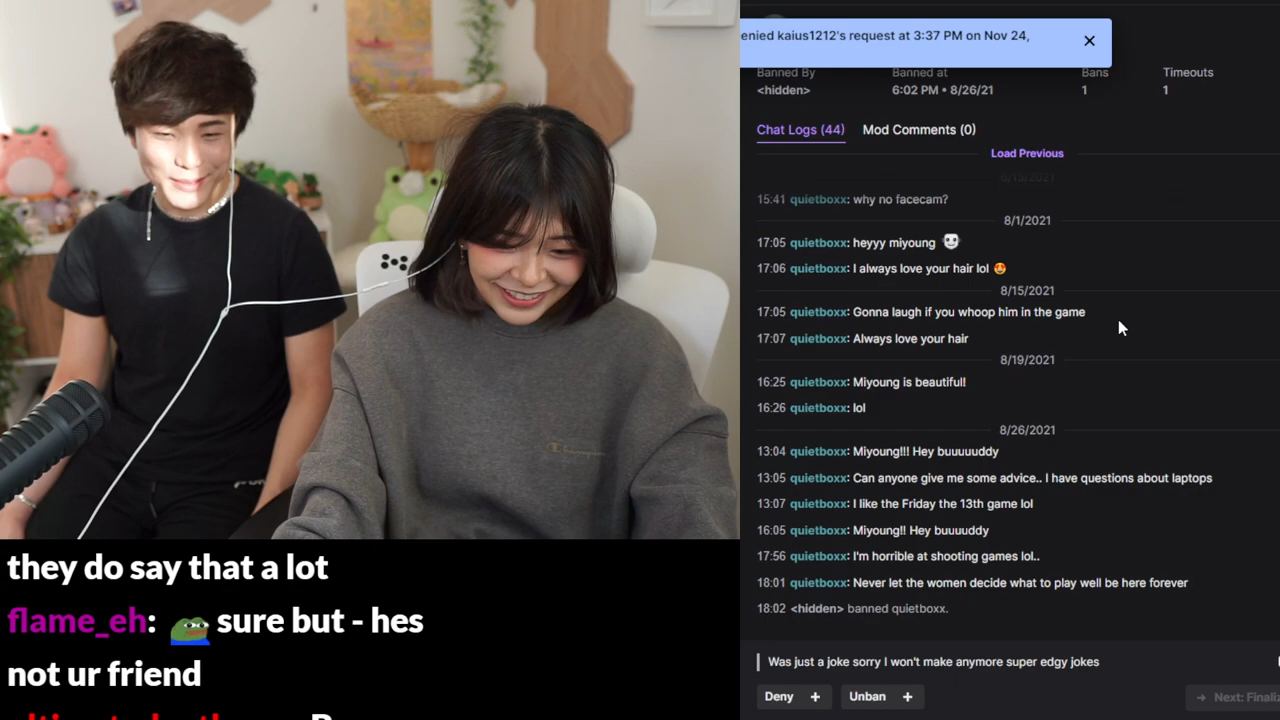 enied kaius1212's request at 3:37 PM on Nov 24,
Banned By Banned at Bans Timeouts
<hidden> 6:02 PM • 8/26/21 1 1
Chat Logs (44) Mod Comments (0)
Load Previous
8/15/2021
15:41 quietboxx: why no facecam?
8/1/2021
17:05 quietboxx: heyyy miyoung
17:06 quietboxx: I always love your hair lol 😍
8/15/2021
17:05 quietboxx: Gonna laugh if you whoop him in the game
17:07 quietboxx: Always love your hair
8/19/2021
16:25 quietboxx: Miyoung is beautiful!
16:26 quietboxx: lol
8/26/2021
13:04 quietboxx: Miyoung!!! Hey buuuuuddy
13:05 quietboxx: Can anyone give me some advice.. I have questions about laptops
13:07 quietboxx: I like the Friday the 13th game lol
16:05 quietboxx: Miyoung!! Hey buuuuddy
17:56 quietboxx: I'm horrible at shooting games lol..
18:01 quietboxx: Never let the women decide what to play well be here forever
18:02 <hidden> banned quietboxx.
Was just a joke sorry I won't make anymore super edgy jokes
Deny + Unban + → Next: Finaliz
Champion
they do say that a lot
flame_eh: sure but - hes
not ur friend